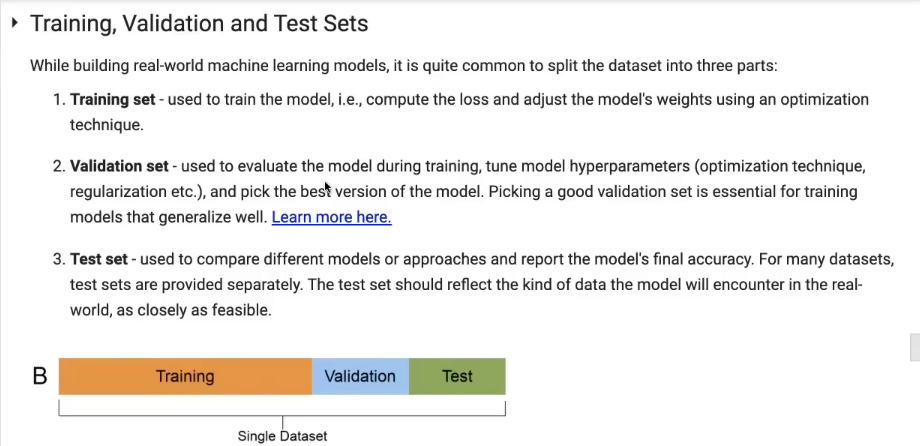 Training, Validation and Test Sets
While building real-world machine learning models, it is quite common to split the dataset into three parts:
1. Training set - used to train the model, i.e., compute the loss and adjust the model's weights using an optimization
technique.
2. Validation set - used to evaluate the model during training, tune model hyperparameters (optimization technique,
regularization etc.), and pick the best version of the model. Picking a good validation set is essential for training
models that generalize well. Learn more here.
3. Test set - used to compare different models or approaches and report the model's final accuracy. For many datasets,
test sets are provided separately. The test set should reflect the kind of data the model will encounter in the real-
world, as closely as feasible.
B Training Validation Test
Single Dataset